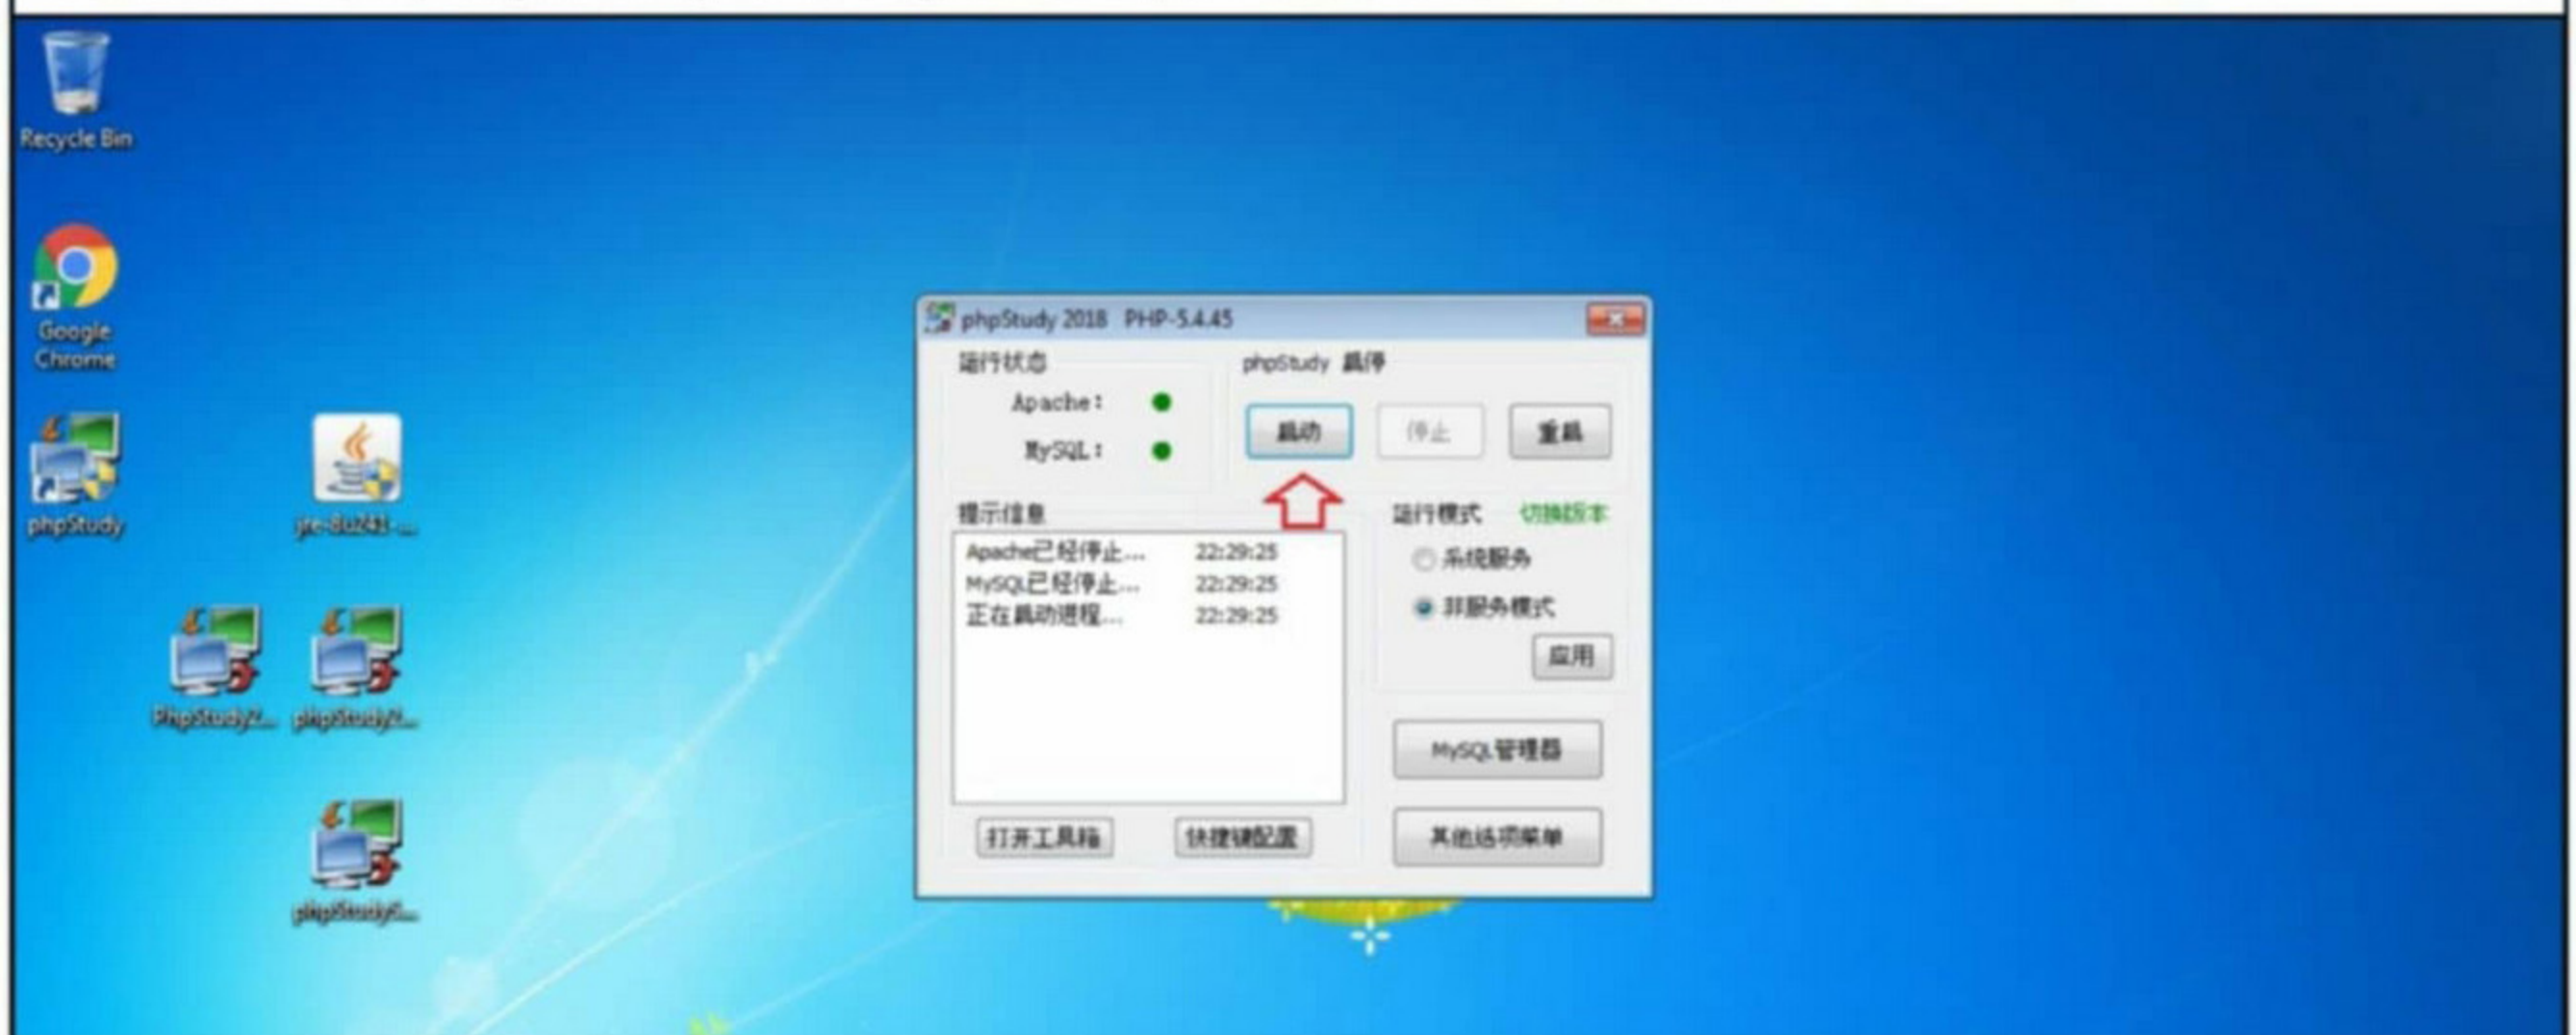 Recycle Bin
Google
Chrome
phpStudy
jre-8u241-...
PhpStudy2...
phpStudy2...
phpStudy5...
phpStudy 2018 PHP-5.4.45
运行状态
Apache:
MySQL:
phpStudy 启停
启动
停止
重启
提示信息
Apache已经停止... 22:29:25
MySQL已经停止... 22:29:25
正在启动进程... 22:29:25
运行模式 切换版本
系统服务
非服务模式
应用
MySQL管理器
打开工具箱
快捷键配置
其他选项菜单